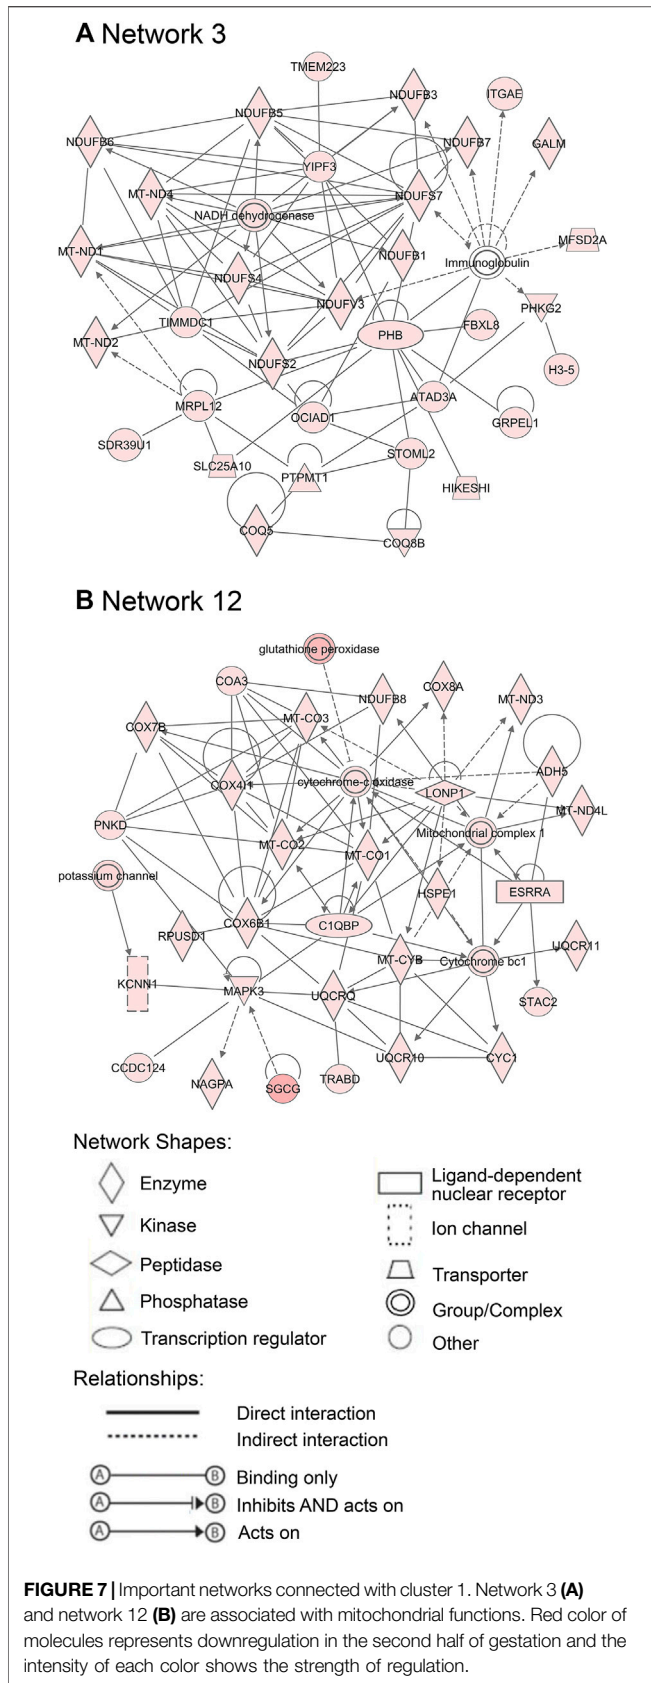 A Network 3
TMEM223
NDUFB3
ITGAE
NDUFB5
NDUFB6
NDUFB7
GALM
YIPF3
MT-ND4
NDUFS7
NADH dehydrogenase
MFSD2A
MT-ND1
NDUFB1
Immunoglobulin
NDUFS4
NDUFV3
PHKG2
TIMMDC1
FBXL8
PHB
MT-ND2
NDUFS2
H3-5
MRPL12
ATAD3A
OCIAD1
GRPEL1
SDR39U1
SLC25A10
STOML2
PTPMT1
HIKESHI
COQ5
COQ8B
B Network 12
glutathione peroxidase
COA3
NDUFB8
COX8A
MT-ND3
MT-CO3
COX7B
ADH5
COX4I1
cytochrome-c oxidase
LONP1
MT-ND4L
PNKD
Mitochondrial complex 1
MT-CO2
MT-CO1
potassium channel
HSPE1
ESRRA
RPUSD1
COX6B1
C1QBP
UQCR11
MT-CYB
Cytochrome bc1
KCNN1
MAPK3
UQCRQ
STAC2
UQCR10
CYC1
CCDC124
NAGPA
SGCG
TRABD
Network Shapes:
Enzyme
Kinase
Peptidase
Phosphatase
Transcription regulator
Ligand-dependent
nuclear receptor
Ion channel
Transporter
Group/Complex
Other
Relationships:
Direct interaction
Indirect interaction
A B Binding only
A B Inhibits AND acts on
A B Acts on
FIGURE 7 | Important networks connected with cluster 1. Network 3 (A)
and network 12 (B) are associated with mitochondrial functions. Red color of
molecules represents downregulation in the second half of gestation and the
intensity of each color shows the strength of regulation.